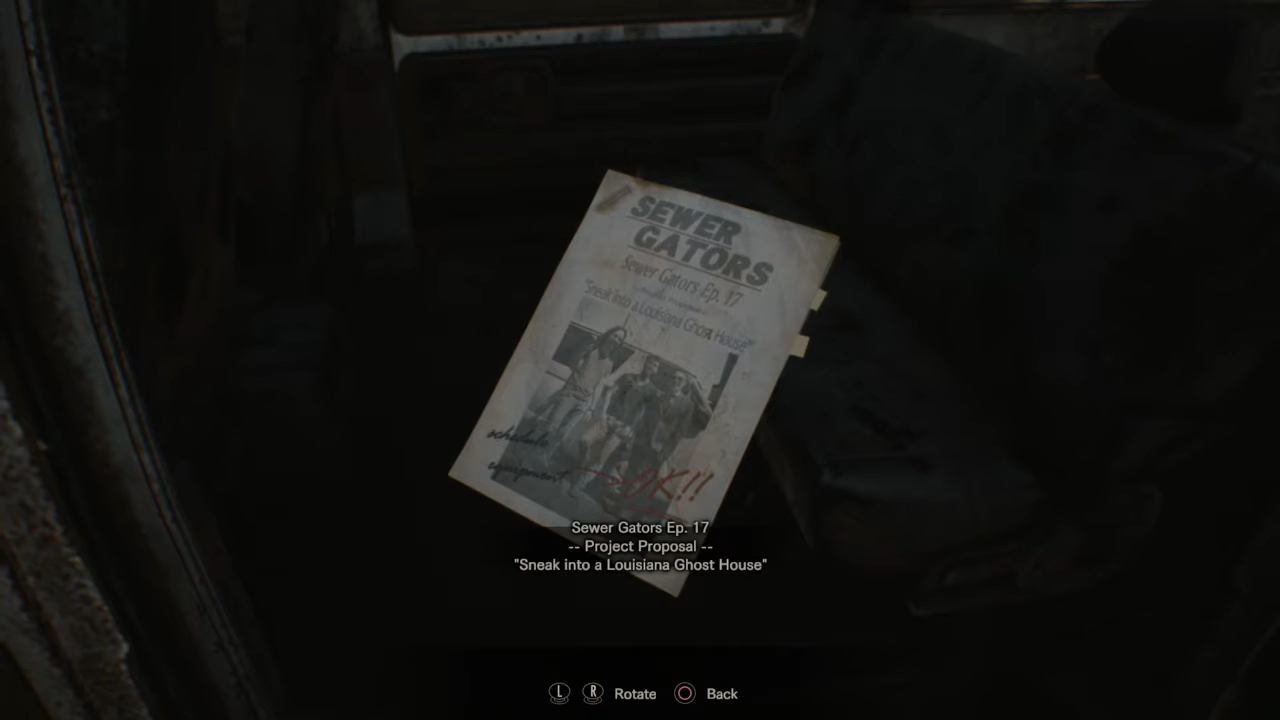 SEWER
GATORS
Sewer Gators Ep. 17
"Sneak into a Louisiana Ghost House"
schedule
equipment
OK!!
Sewer Gators Ep. 17
-- Project Proposal --
"Sneak into a Louisiana Ghost House"
L R Rotate Back